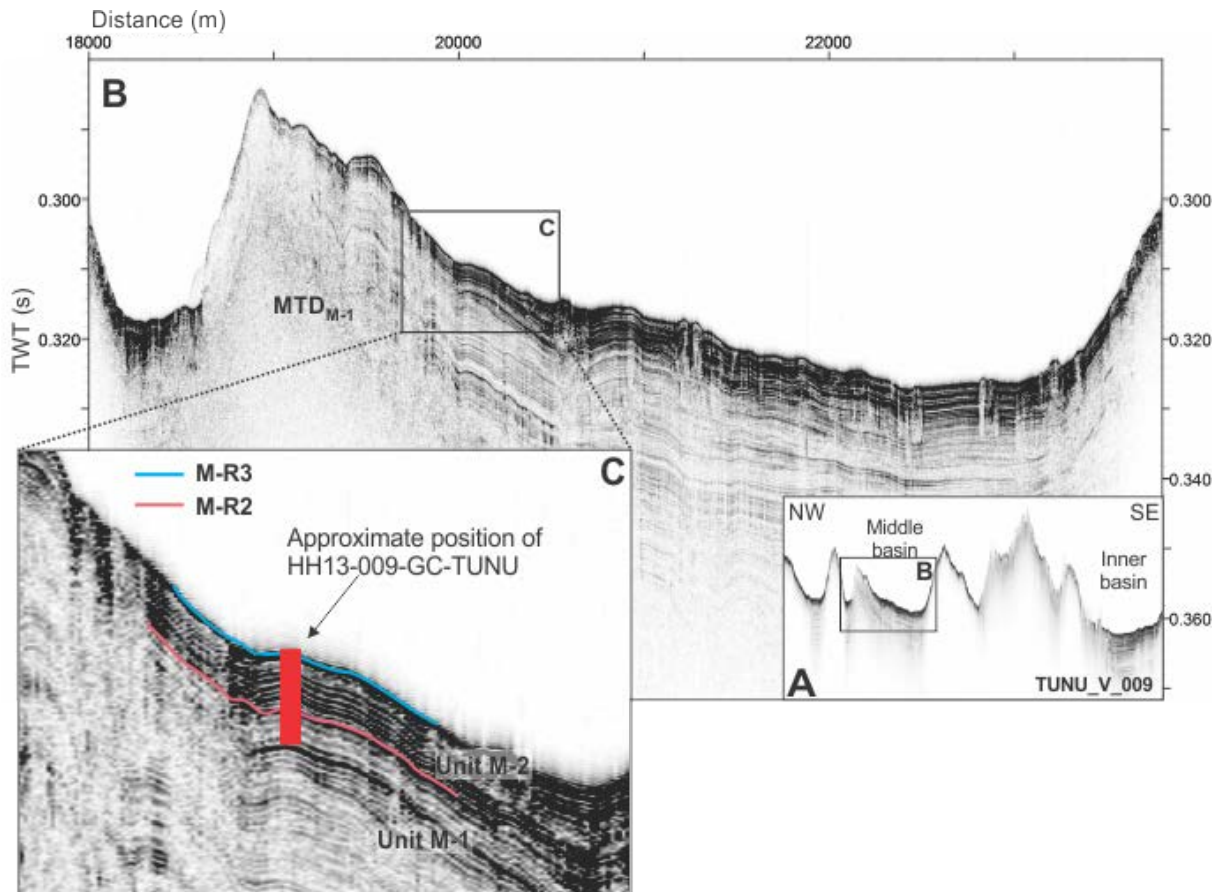 Distance (m)
18000 20000 22000
B
0.300 0.300
C
MTD M-1
TWT (s)
0.320 0.320
M-R3
C
M-R2
0.340
Approximate position of
HH13-009-GC-TUNU
NW SE
Middle
basin
B
Inner
basin
0.360
A
TUNU_V_009
Unit M-2
Unit M-1